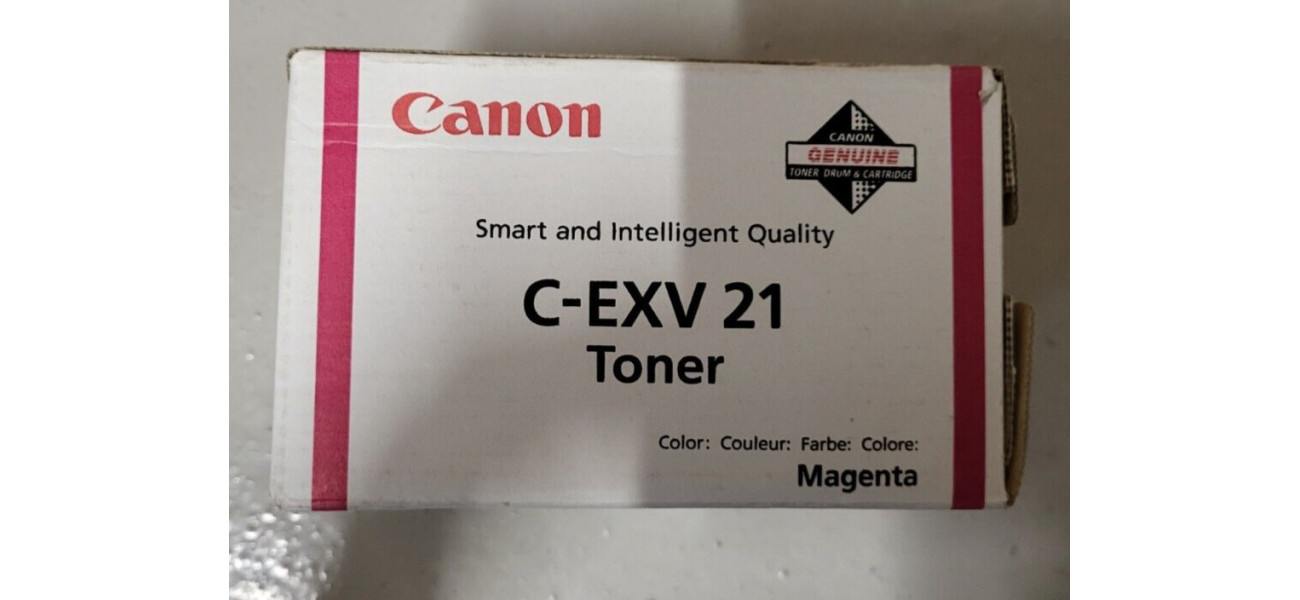 Canon
CANON
GENUINE
TONER DRUM & CARTRIDGE
Smart and Intelligent Quality
C-EXV 21
Toner
Color: Couleur: Farbe: Colore:
Magenta